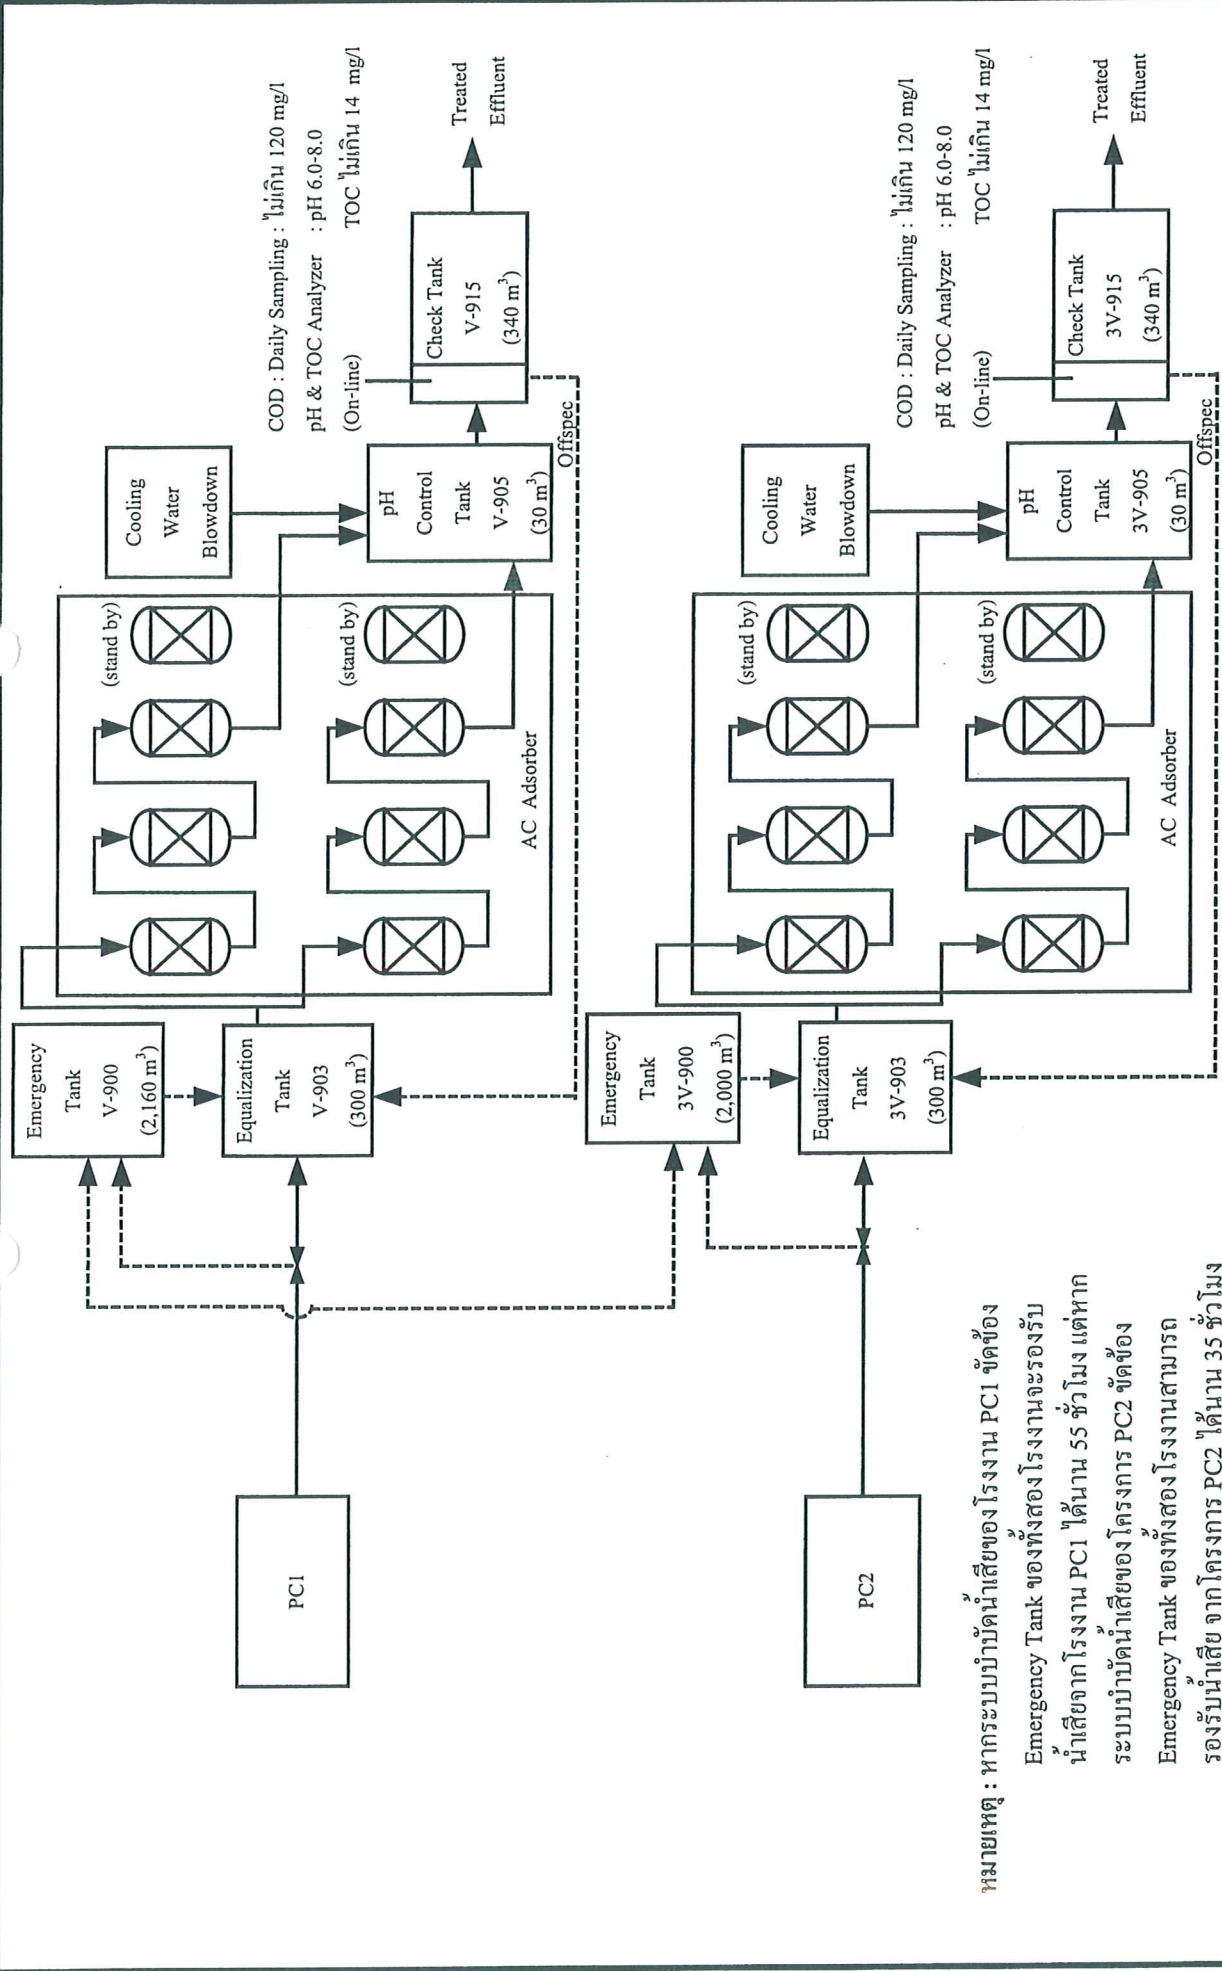 Emergency
Tank
V-900
(2,160 m³)
Equalization
Tank
V-903
(300 m³)
(stand by)
(stand by)
AC Adsorber
Cooling
Water
Blowdown
pH
Control
Tank
V-905
(30 m³)
Offspec
COD : Daily Sampling : ไม่เกิน 120 mg/l
pH & TOC Analyzer : pH 6.0-8.0
(On-line) TOC ไม่เกิน 14 mg/l
Check Tank
V-915
(340 m³)
Treated
Effluent
PC1
Emergency
Tank
3V-900
(2,000 m³)
Equalization
Tank
3V-903
(300 m³)
(stand by)
(stand by)
AC Adsorber
Cooling
Water
Blowdown
pH
Control
Tank
3V-905
(30 m³)
Offspec
COD : Daily Sampling : ไม่เกิน 120 mg/l
pH & TOC Analyzer : pH 6.0-8.0
(On-line) TOC ไม่เกิน 14 mg/l
Check Tank
3V-915
(340 m³)
Treated
Effluent
PC2
หมายเหตุ : หากระบบบำบัดน้ำเสียของโรงงาน PC1 ขัดข้อง
Emergency Tank ของทั้งสองโรงงานจะรองรับ
น้ำเสียจากโรงงาน PC1 ได้นาน 55 ชั่วโมง แต่หาก
ระบบบำบัดน้ำเสียของโครงการ PC2 ขัดข้อง
Emergency Tank ของทั้งสองโรงงานสามารถ
รองรับน้ำเสีย จากโครงการ PC2 ได้นาน 35 ชั่วโมง